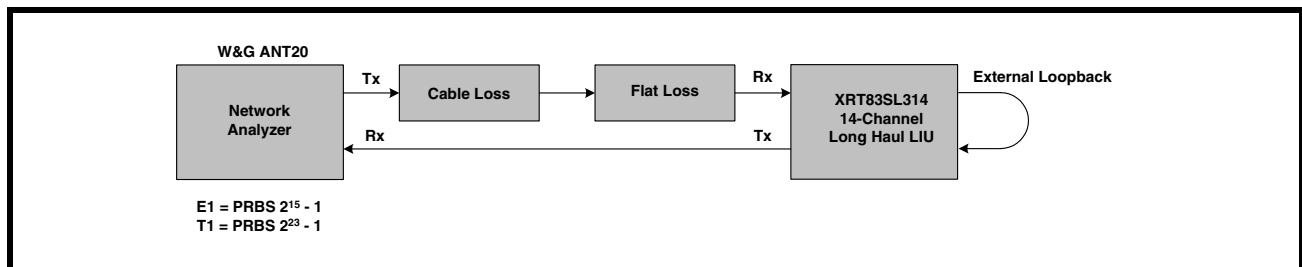 W&G ANT20
Network
Analyzer
Tx
Cable Loss
Flat Loss
Rx
XRT83SL314
14-Channel
Long Haul LIU
External Loopback
Rx
Tx
E1 = PRBS 2¹⁵ - 1
T1 = PRBS 2²³ - 1